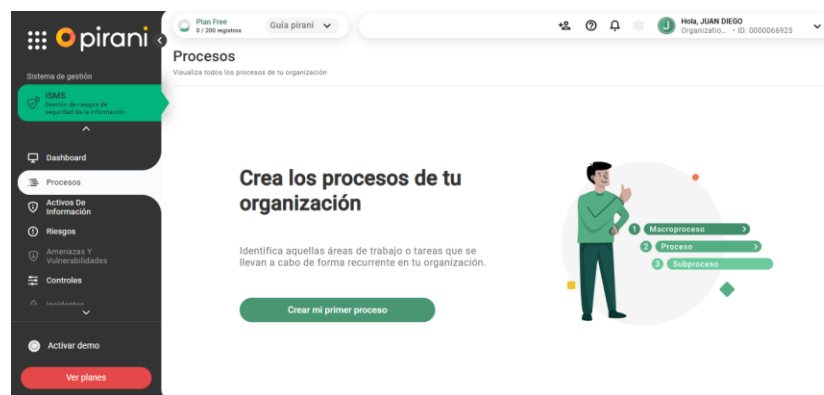 pirani
Sistema de gestión
ISMS
Gestión de riesgos de
seguridad de la información
Dashboard
Procesos
Activos De
Información
Riesgos
Amenazas Y
Vulnerabilidades
Controles
Incidentes
Activar demo
Ver planes
Plan Free
0 / 200 registros
Guía pirani
J
Hola, JUAN DIEGO
Organizatio... • ID: 0000066925
Procesos
Visualiza todos los procesos de tu organización
Crea los procesos de tu
organización
Identifica aquellas áreas de trabajo o tareas que se
llevan a cabo de forma recurrente en tu organización.
Crear mi primer proceso
1 Macroproceso
2 Proceso
3 Subproceso